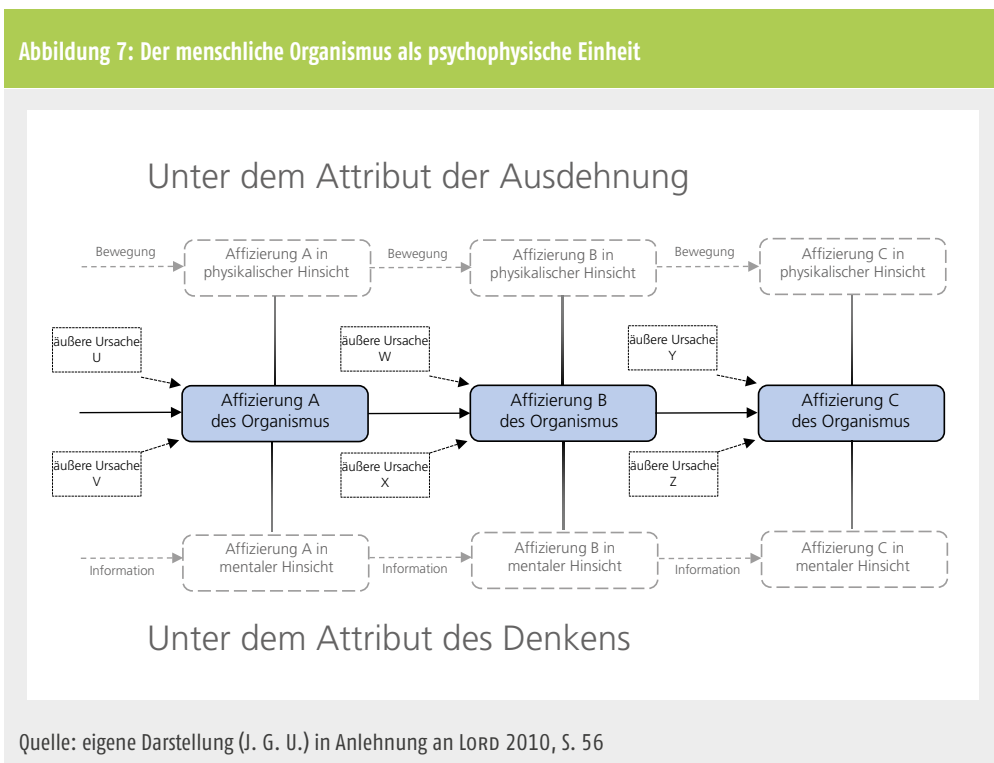 Abbildung 7: Der menschliche Organismus als psychophysische Einheit
Unter dem Attribut der Ausdehnung
Bewegung
Affizierung A in
physikalischer Hinsicht
Bewegung
Affizierung B in
physikalischer Hinsicht
Bewegung
Affizierung C in
physikalischer Hinsicht
äußere Ursache
U
äußere Ursache
W
äußere Ursache
Y
Affizierung A
des Organismus
Affizierung B
des Organismus
Affizierung C
des Organismus
äußere Ursache
V
äußere Ursache
X
äußere Ursache
Z
Information
Affizierung A in
mentaler Hinsicht
Information
Affizierung B in
mentaler Hinsicht
Information
Affizierung C in
mentaler Hinsicht
Unter dem Attribut des Denkens
Quelle: eigene Darstellung (J. G. U.) in Anlehnung an LORD 2010, S. 56